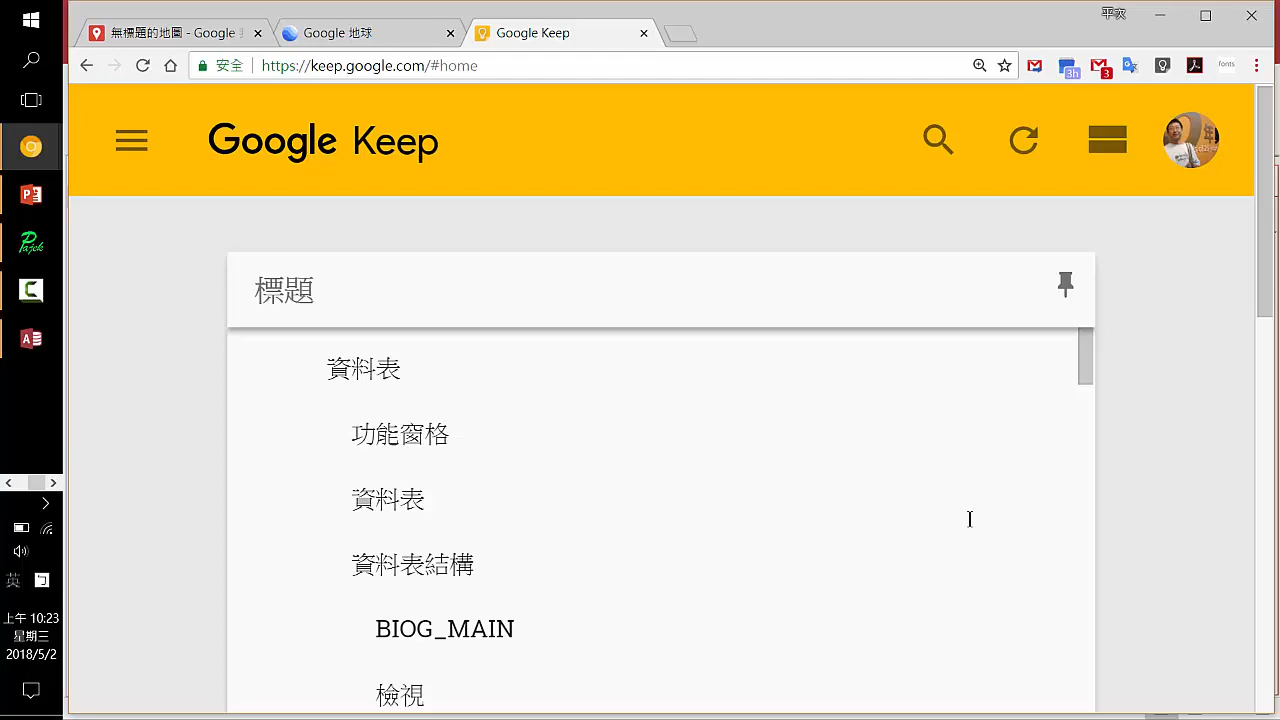 平次
無標題的地圖 - Google
Google 地球
Google Keep
安全
https://keep.google.com/#home
3h
3
fonts
Google Keep
標題
資料表
功能窗格
資料表
資料表結構
BIOG_MAIN
檢視
英
上午 10:23
星期三
2018/5/2